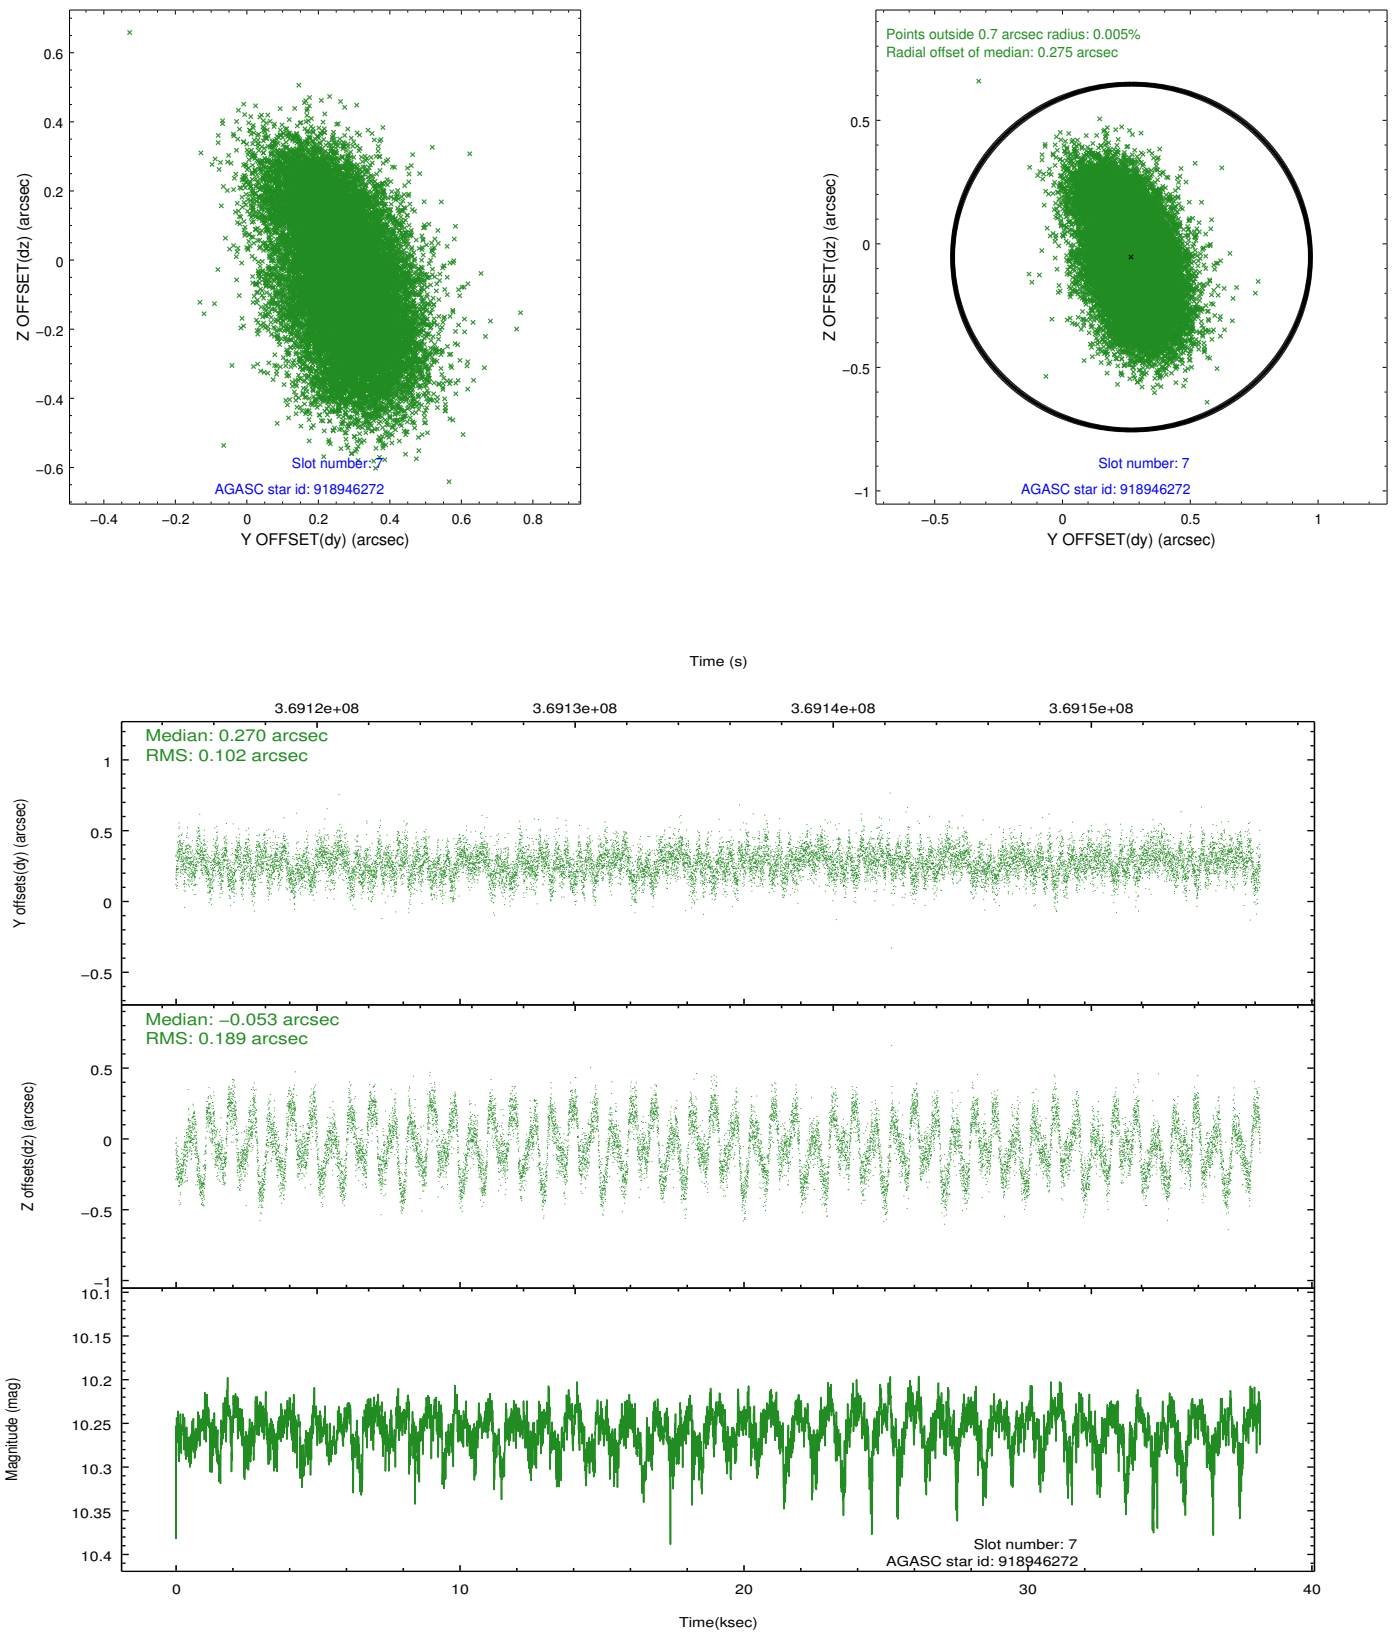 0.6
0.4
0.2
0
−0.2
−0.4
−0.6
Z OFFSET(dz) (arcsec)
Slot number: 7
AGASC star id: 918946272
−0.4 −0.2 0 0.2 0.4 0.6 0.8
Y OFFSET(dy) (arcsec)
Points outside 0.7 arcsec radius: 0.005%
Radial offset of median: 0.275 arcsec
0.5
0
−0.5
−1
Z OFFSET(dz) (arcsec)
Slot number: 7
AGASC star id: 918946272
−0.5 0 0.5 1
Y OFFSET(dy) (arcsec)
Time (s)
3.6912e+08 3.6913e+08 3.6914e+08 3.6915e+08
Median: 0.270 arcsec
RMS: 0.102 arcsec
1
0.5
0
−0.5
Y offsets(dy) (arcsec)
Median: −0.053 arcsec
RMS: 0.189 arcsec
0.5
0
−0.5
−1
Z offsets(dz) (arcsec)
10.1
10.15
10.2
10.25
10.3
10.35
10.4
Magnitude (mag)
Slot number: 7
AGASC star id: 918946272
0 10 20 30 40
Time(ksec)